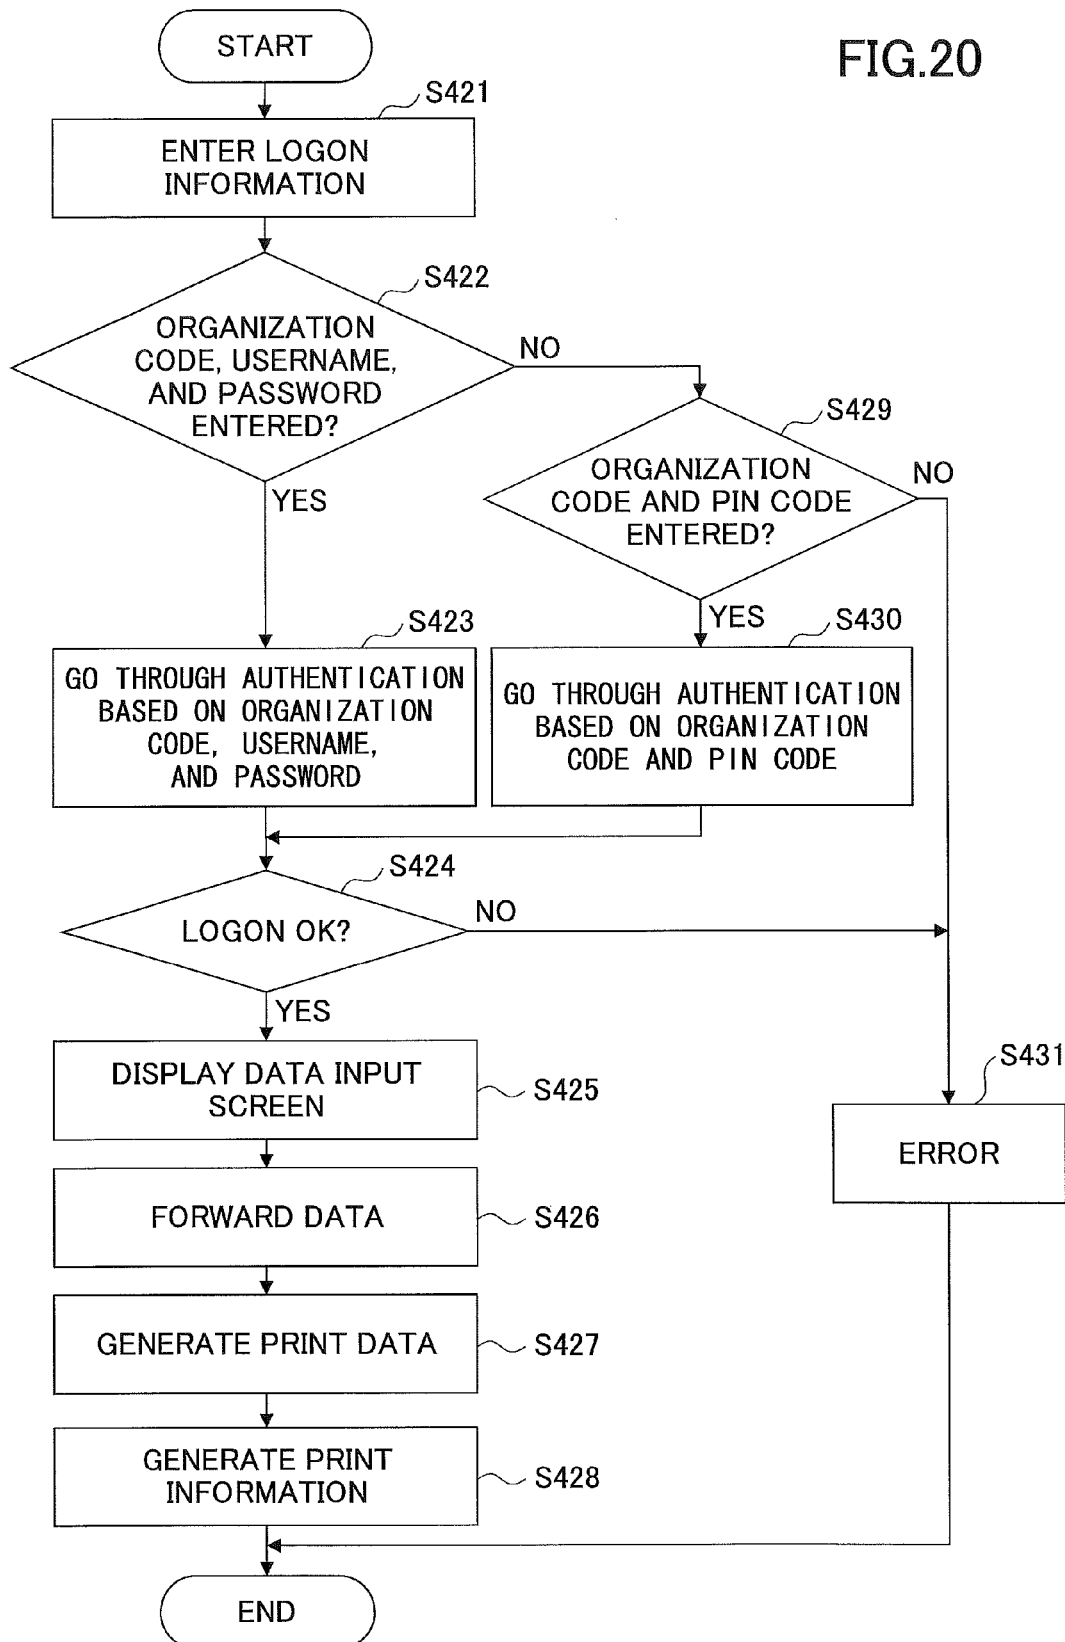 START
FIG.20
S421
ENTER LOGON
INFORMATION
S422
ORGANIZATION
CODE, USERNAME,
AND PASSWORD
ENTERED?
NO
YES
S429
ORGANIZATION
CODE AND PIN CODE
ENTERED?
NO
YES
S423
GO THROUGH AUTHENTICATION
BASED ON ORGANIZATION
CODE, USERNAME,
AND PASSWORD
S430
GO THROUGH AUTHENTICATION
BASED ON ORGANIZATION
CODE AND PIN CODE
S424
LOGON OK?
NO
YES
DISPLAY DATA INPUT
SCREEN
S425
S431
ERROR
FORWARD DATA
S426
GENERATE PRINT DATA
S427
GENERATE PRINT
INFORMATION
S428
END